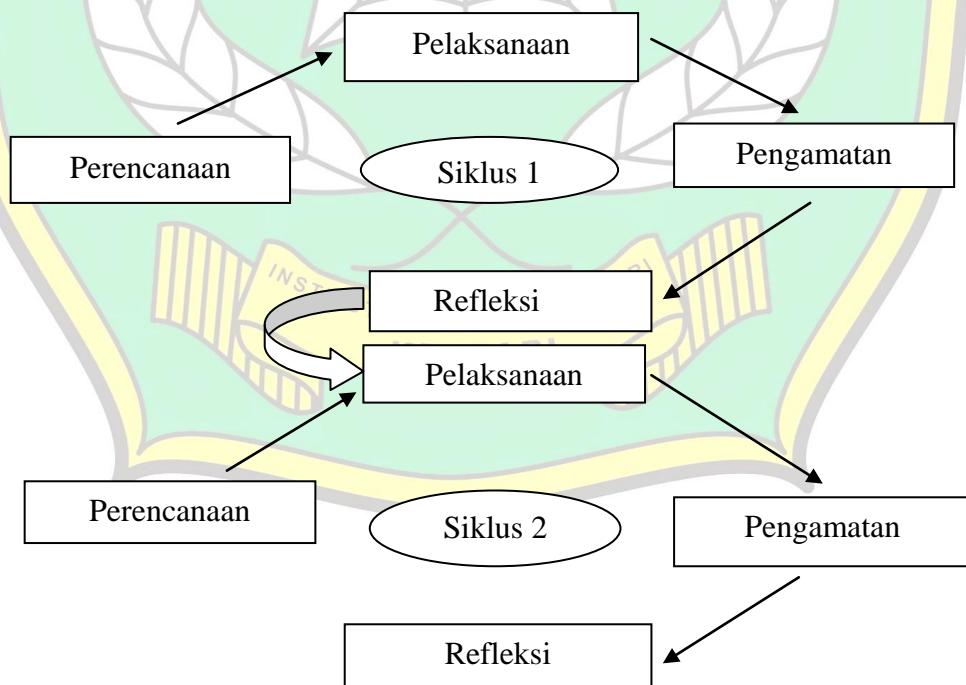 Pelaksanaan
Perencanaan
Siklus 1
Pengamatan
Refleksi
Pelaksanaan
Perencanaan
Siklus 2
Pengamatan
Refleksi